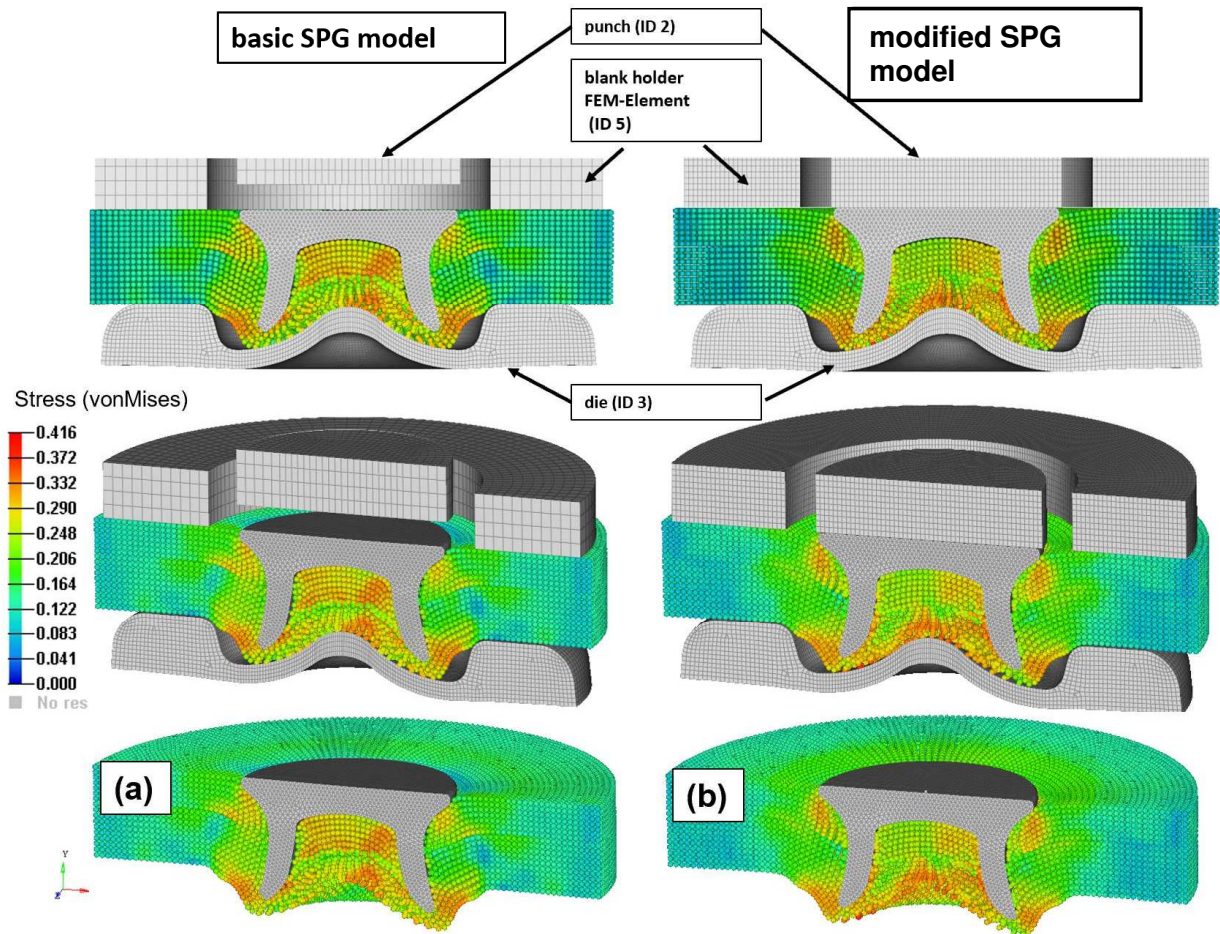 basic SPG model
punch (ID 2)
modified SPG
model
blank holder
FEM-Element
(ID 5)
die (ID 3)
Stress (vonMises)
0.416
0.372
0.332
0.290
0.248
0.206
0.164
0.122
0.083
0.041
0.000
No res
(a)
(b)
Y
Z